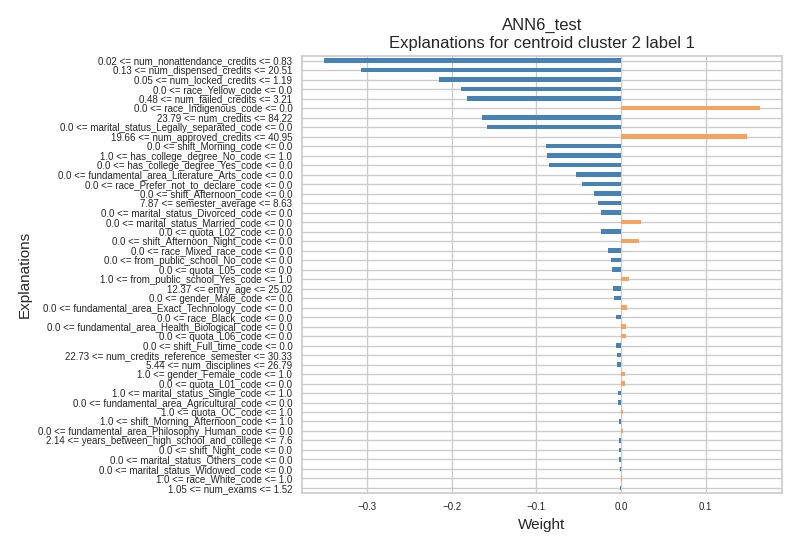 ANN6_test
Explanations for centroid cluster 2 label 1
Explanations
0.02 <= num_nonattendance_credits <= 0.83
0.13 <= num_dispensed_credits <= 20.51
0.05 <= num_locked_credits <= 1.19
0.0 <= race_Yellow_code <= 0.0
0.48 <= num_failed_credits <= 3.21
0.0 <= race_Indigenous_code <= 0.0
23.79 <= num_credits <= 84.22
0.0 <= marital_status_Legally_separated_code <= 0.0
19.66 <= num_approved_credits <= 40.95
0.0 <= shift_Morning_code <= 0.0
1.0 <= has_college_degree_No_code <= 1.0
0.0 <= has_college_degree_Yes_code <= 0.0
0.0 <= fundamental_area_Literature_Arts_code <= 0.0
0.0 <= race_Prefer_not_to_declare_code <= 0.0
0.0 <= shift_Afternoon_code <= 0.0
7.87 <= semester_average <= 8.63
0.0 <= marital_status_Divorced_code <= 0.0
0.0 <= marital_status_Married_code <= 0.0
0.0 <= quota_L02_code <= 0.0
0.0 <= shift_Afternoon_Night_code <= 0.0
0.0 <= race_Mixed_race_code <= 0.0
0.0 <= from_public_school_No_code <= 0.0
0.0 <= quota_L05_code <= 0.0
1.0 <= from_public_school_Yes_code <= 1.0
12.37 <= entry_age <= 25.02
0.0 <= gender_Male_code <= 0.0
0.0 <= fundamental_area_Exact_Technology_code <= 0.0
0.0 <= race_Black_code <= 0.0
0.0 <= fundamental_area_Health_Biological_code <= 0.0
0.0 <= quota_L06_code <= 0.0
0.0 <= shift_Full_time_code <= 0.0
22.73 <= num_credits_reference_semester <= 30.33
5.44 <= num_disciplines <= 26.79
1.0 <= gender_Female_code <= 1.0
0.0 <= quota_L01_code <= 0.0
1.0 <= marital_status_Single_code <= 1.0
0.0 <= fundamental_area_Agricultural_code <= 0.0
1.0 <= quota_OC_code <= 1.0
1.0 <= shift_Morning_Afternoon_code <= 1.0
0.0 <= fundamental_area_Philosophy_Human_code <= 0.0
2.14 <= years_between_high_school_and_college <= 7.6
0.0 <= shift_Night_code <= 0.0
0.0 <= marital_status_Others_code <= 0.0
0.0 <= marital_status_Widowed_code <= 0.0
1.0 <= race_White_code <= 1.0
1.05 <= num_exams <= 1.52
−0.3 −0.2 −0.1 0.0 0.1
Weight